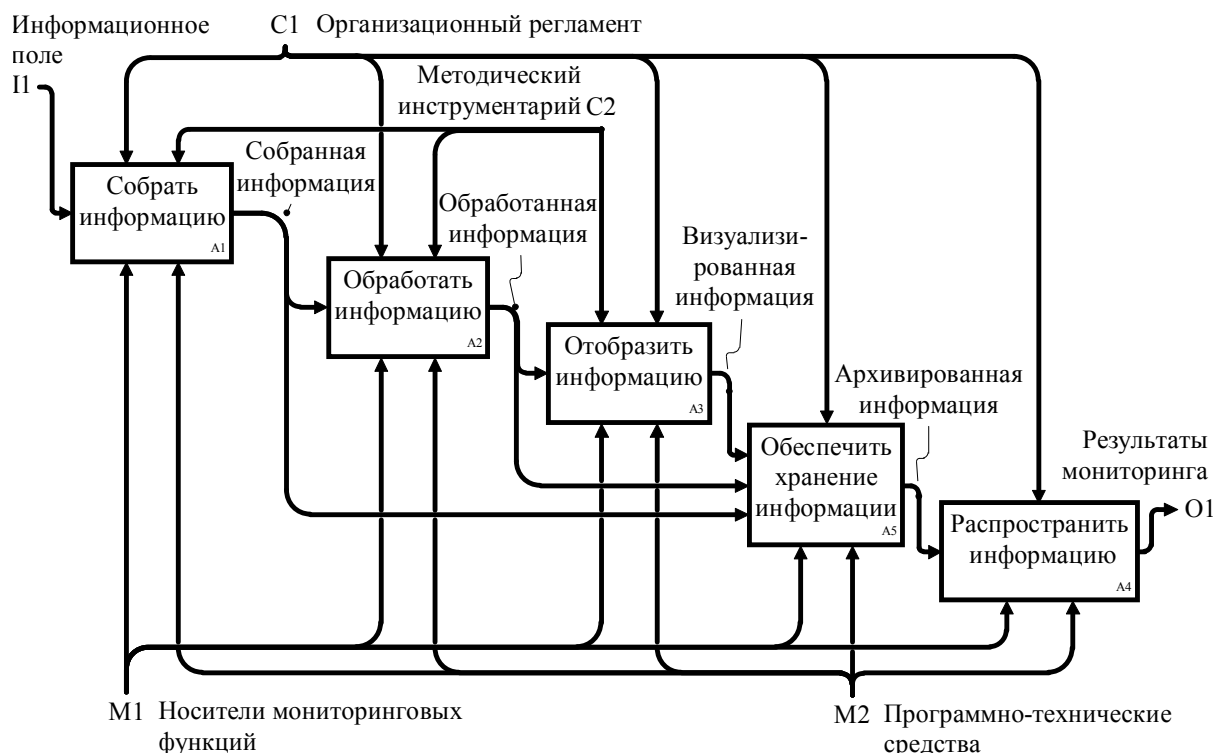 Информационное
поле
I1
C1 Организационный регламент
Методический
инструментарий C2
Собрать
информацию
A1
Собранная
информация
Обработать
информацию
A2
Обработанная
информация
Отобразить
информацию
A3
Визуализи-
рованная
информация
Обеспечить
хранение
информации
A5
Архивированная
информация
Распространить
информацию
A4
Результаты
мониторинга
O1
M1 Носители мониторинговых
функций
M2 Программно-технические
средства